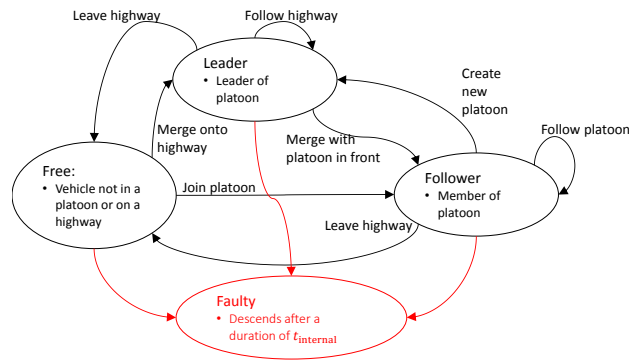 Leave highway
Follow highway
Leader
• Leader of
platoon
Create
new
platoon
Merge onto
highway
Merge with
platoon in front
Follow platoon
Free:
• Vehicle not in a
platoon or on a
highway
Join platoon
Follower
• Member of
platoon
Leave highway
Faulty
• Descends after a
duration of t_internal